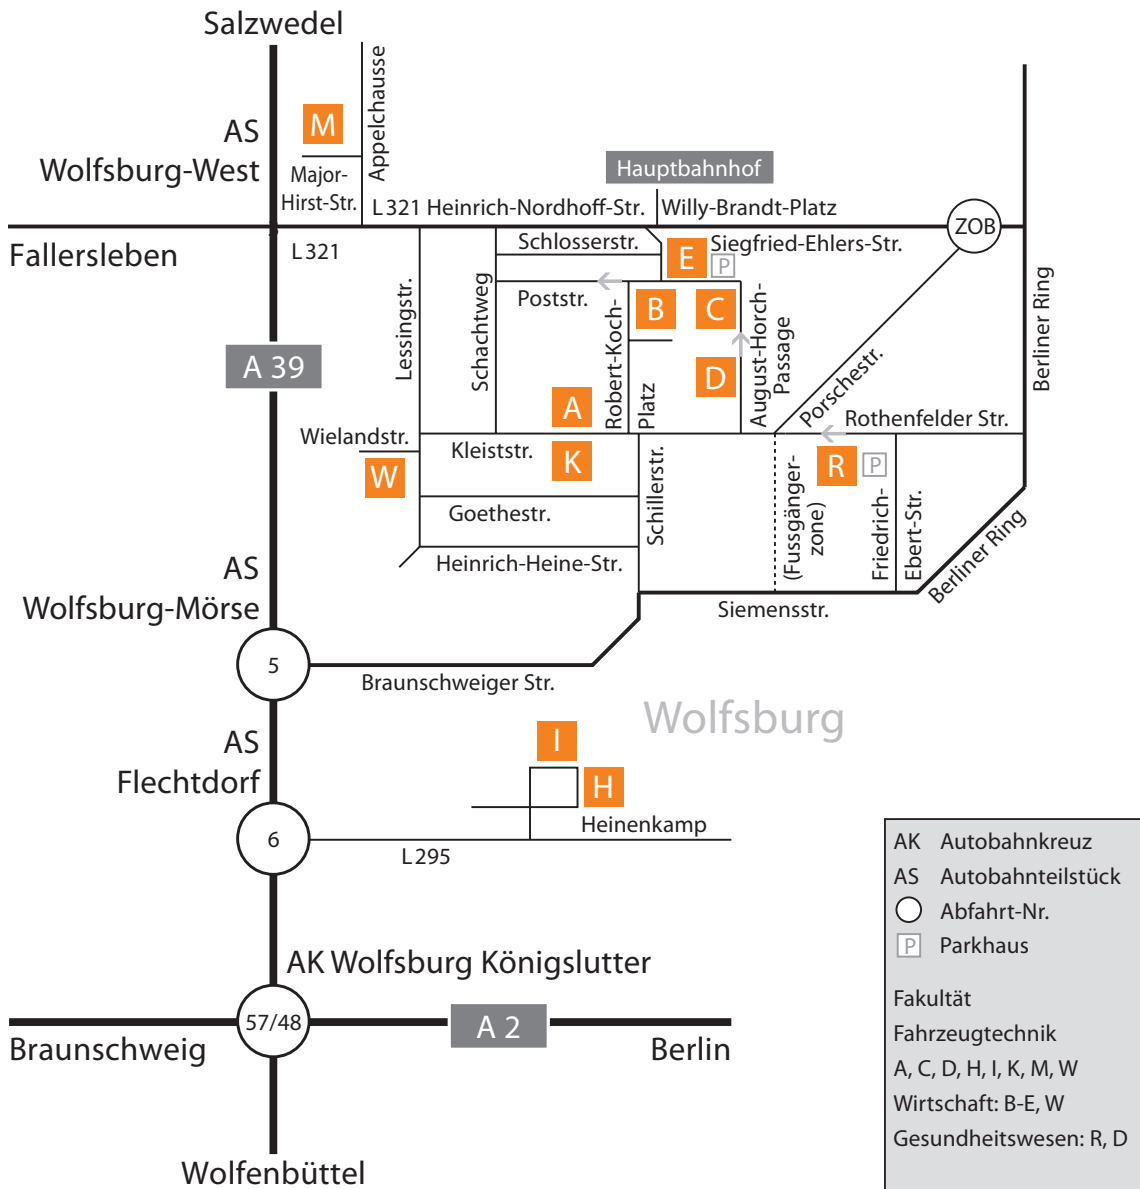 Salzwedel
AS
Wolfsburg-West
M
Appelchausse
Major-
Hirst-Str.
Hauptbahnhof
L 321 Heinrich-Nordhoff-Str.
Willy-Brandt-Platz
ZOB
Fallersleben
L 321
Schlosserstr.
E
P
Siegfried-Ehlers-Str.
Lessingstr.
Schachtweg
Poststr.
Robert-Koch-
Platz
B
C
D
August-Horch-
Passage
Porschestr.
Berliner Ring
A 39
A
Rothenfelder Str.
Wielandstr.
W
Kleiststr.
K
Schillerstr.
(Fussgänger-
zone)
R
P
Friedrich-
Ebert-Str.
Goethestr.
Heinrich-Heine-Str.
Berliner Ring
AS
Wolfsburg-Mörse
Siemensstr.
5
Braunschweiger Str.
Wolfsburg
AS
Flechtdorf
I
H
6
Heinenkamp
L 295
AK Wolfsburg Königslutter
57/48
A 2
Braunschweig
Berlin
Wolfenbüttel
AK Autobahnkreuz
AS Autobahnteilstück
Abfahrt-Nr.
P Parkhaus
Fakultät
Fahrzeugtechnik
A, C, D, H, I, K, M, W
Wirtschaft: B-E, W
Gesundheitswesen: R, D